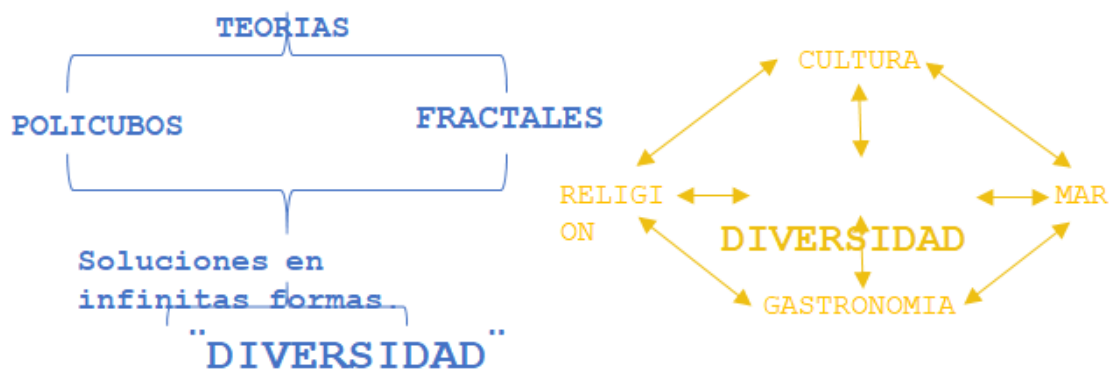 TEORIAS
POLICUBOS
FRACTALES
Soluciones en
infinitas formas.
¨DIVERSIDAD¨
CULTURA
RELIGI
ON
MAR
DIVERSIDAD
GASTRONOMIA